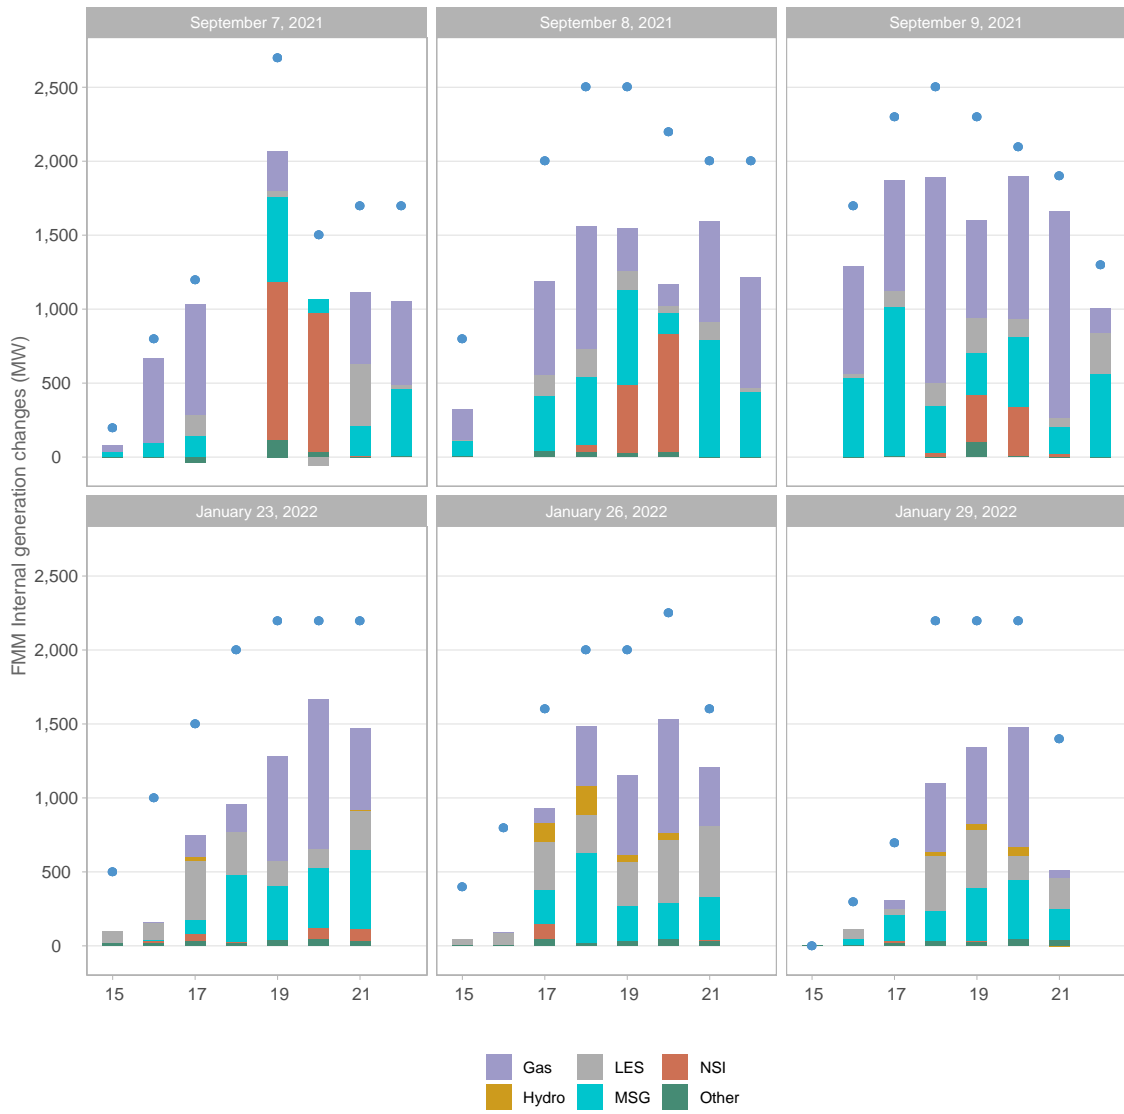 September 7, 2021
September 8, 2021
September 9, 2021
FMM Internal generation changes (MW)
2,500
2,000
1,500
1,000
500
0
January 23, 2022
January 26, 2022
January 29, 2022
2,500
2,000
1,500
1,000
500
0
15 17 19 21
15 17 19 21
15 17 19 21
Gas LES NSI
Hydro MSG Other